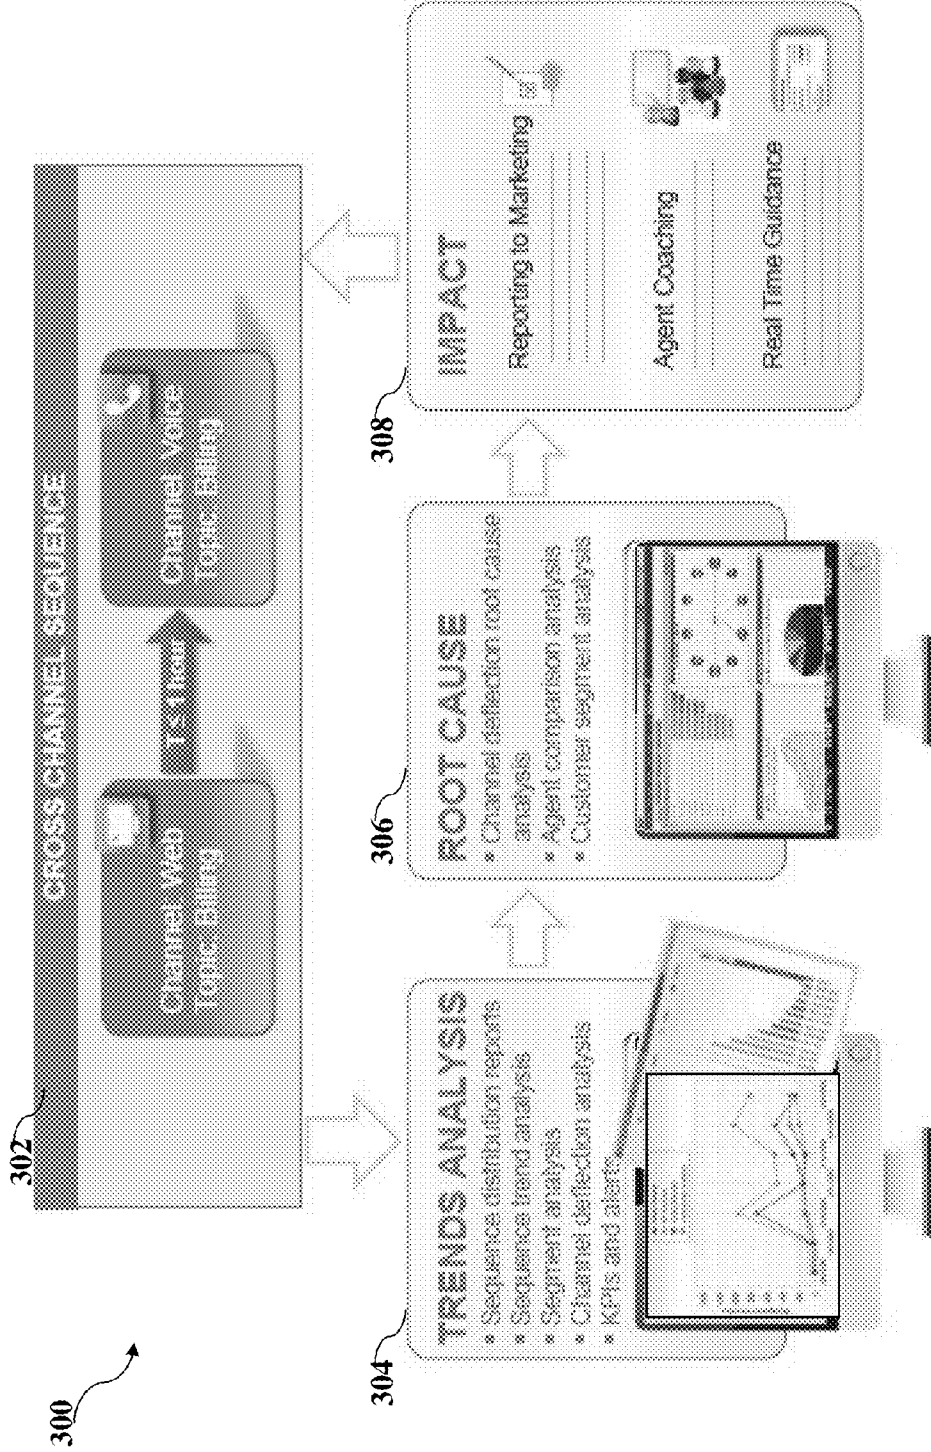 300
302
CROSS CHANNEL SEQUENCE
Channel: Web
Topic: Billing
Channel: Voice
Topic: Billing
304
TRENDS ANALYSIS
• Sequence distribution reports
• Sequence trend analysis
• Segment analysis
• Channel deflection analysis
• KPIs and alerts
306
ROOT CAUSE
• Channel deflection root cause
analysis
• Agent comparison analysis
• Customer segment analysis
308
IMPACT
Reporting to Marketing
Agent Coaching
Real Time Guidance